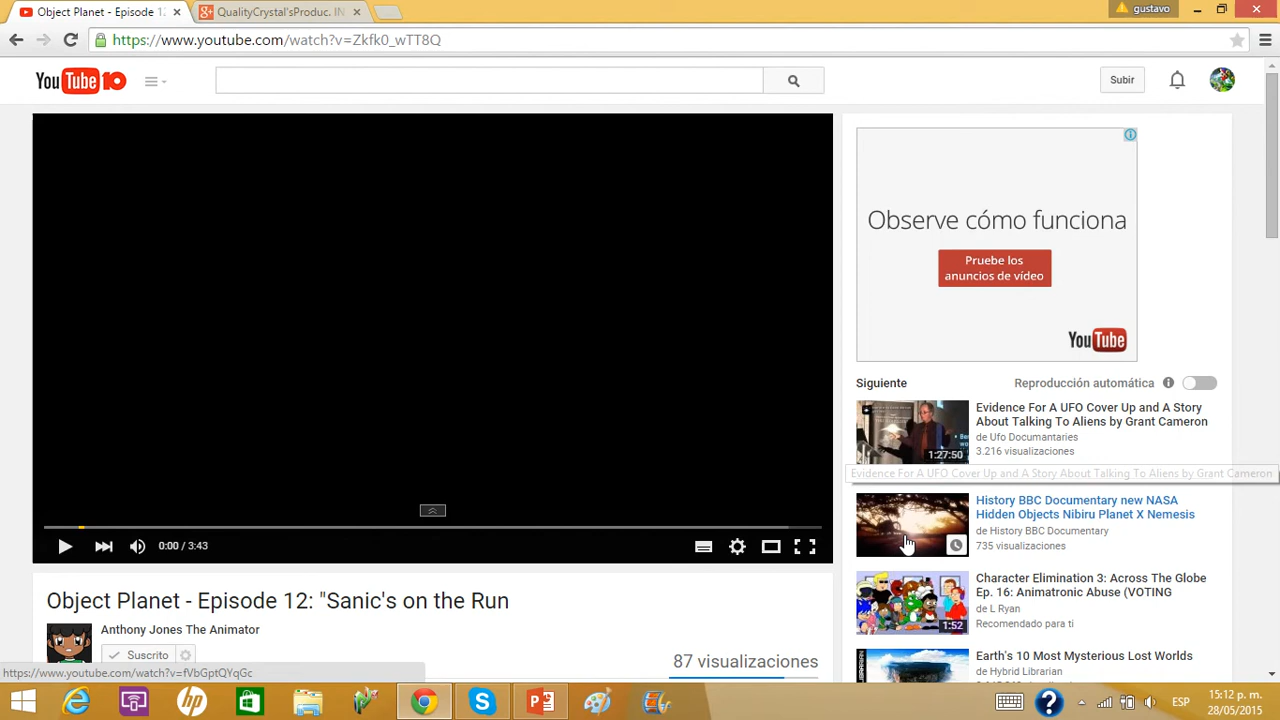 Object Planet - Episode 12
QualityCrystal'sProduc. IN
gustavo
https://www.youtube.com/watch?v=Zkfk0_wTT8Q
YouTube 10
Subir
Observe cómo funciona
Pruebe los
anuncios de vídeo
YouTube
Siguiente
Reproducción automática
Evidence For A UFO Cover Up and A Story
About Talking To Aliens by Grant Cameron
de Ufo Documantaries
3.216 visualizaciones
1:27:50
Evidence For A UFO Cover Up and A Story About Talking To Aliens by Grant Cameron
History BBC Documentary new NASA
Hidden Objects Nibiru Planet X Nemesis
de History BBC Documentary
735 visualizaciones
0:00 / 3:43
Character Elimination 3: Across The Globe
Ep. 16: Animatronic Abuse (VOTING
de L Ryan
Recomendado para ti
1:52
Object Planet - Episode 12: "Sanic's on the Run
Anthony Jones The Animator
Suscrito
87 visualizaciones
Earth's 10 Most Mysterious Lost Worlds
de Hybrid Librarian
https://www.youtube.com/watch?v=fVbGptQYqGc
ESP
15:12 p. m.
28/05/2015